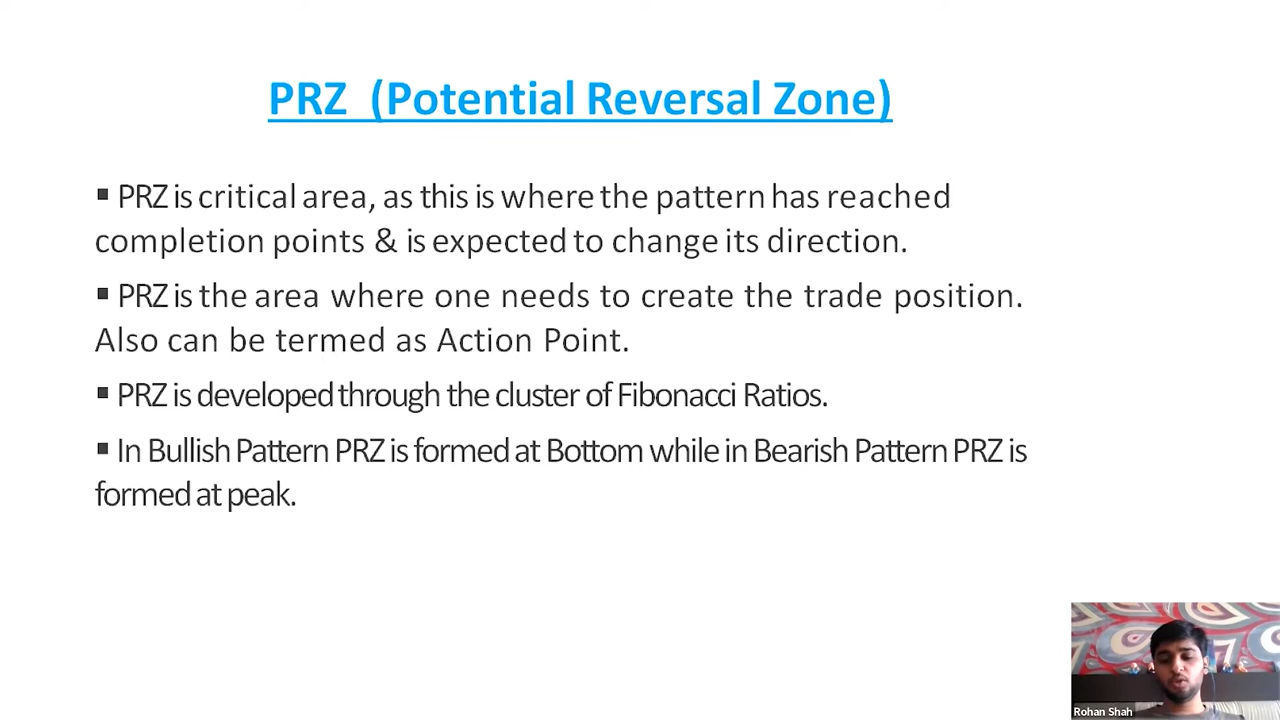 PRZ (Potential Reversal Zone)
▪ PRZ is critical area, as this is where the pattern has reached
completion points & is expected to change its direction.
▪ PRZ is the area where one needs to create the trade position.
Also can be termed as Action Point.
▪ PRZ is developed through the cluster of Fibonacci Ratios.
▪ In Bullish Pattern PRZ is formed at Bottom while in Bearish Pattern PRZ is
formed at peak.
Rohan Shah